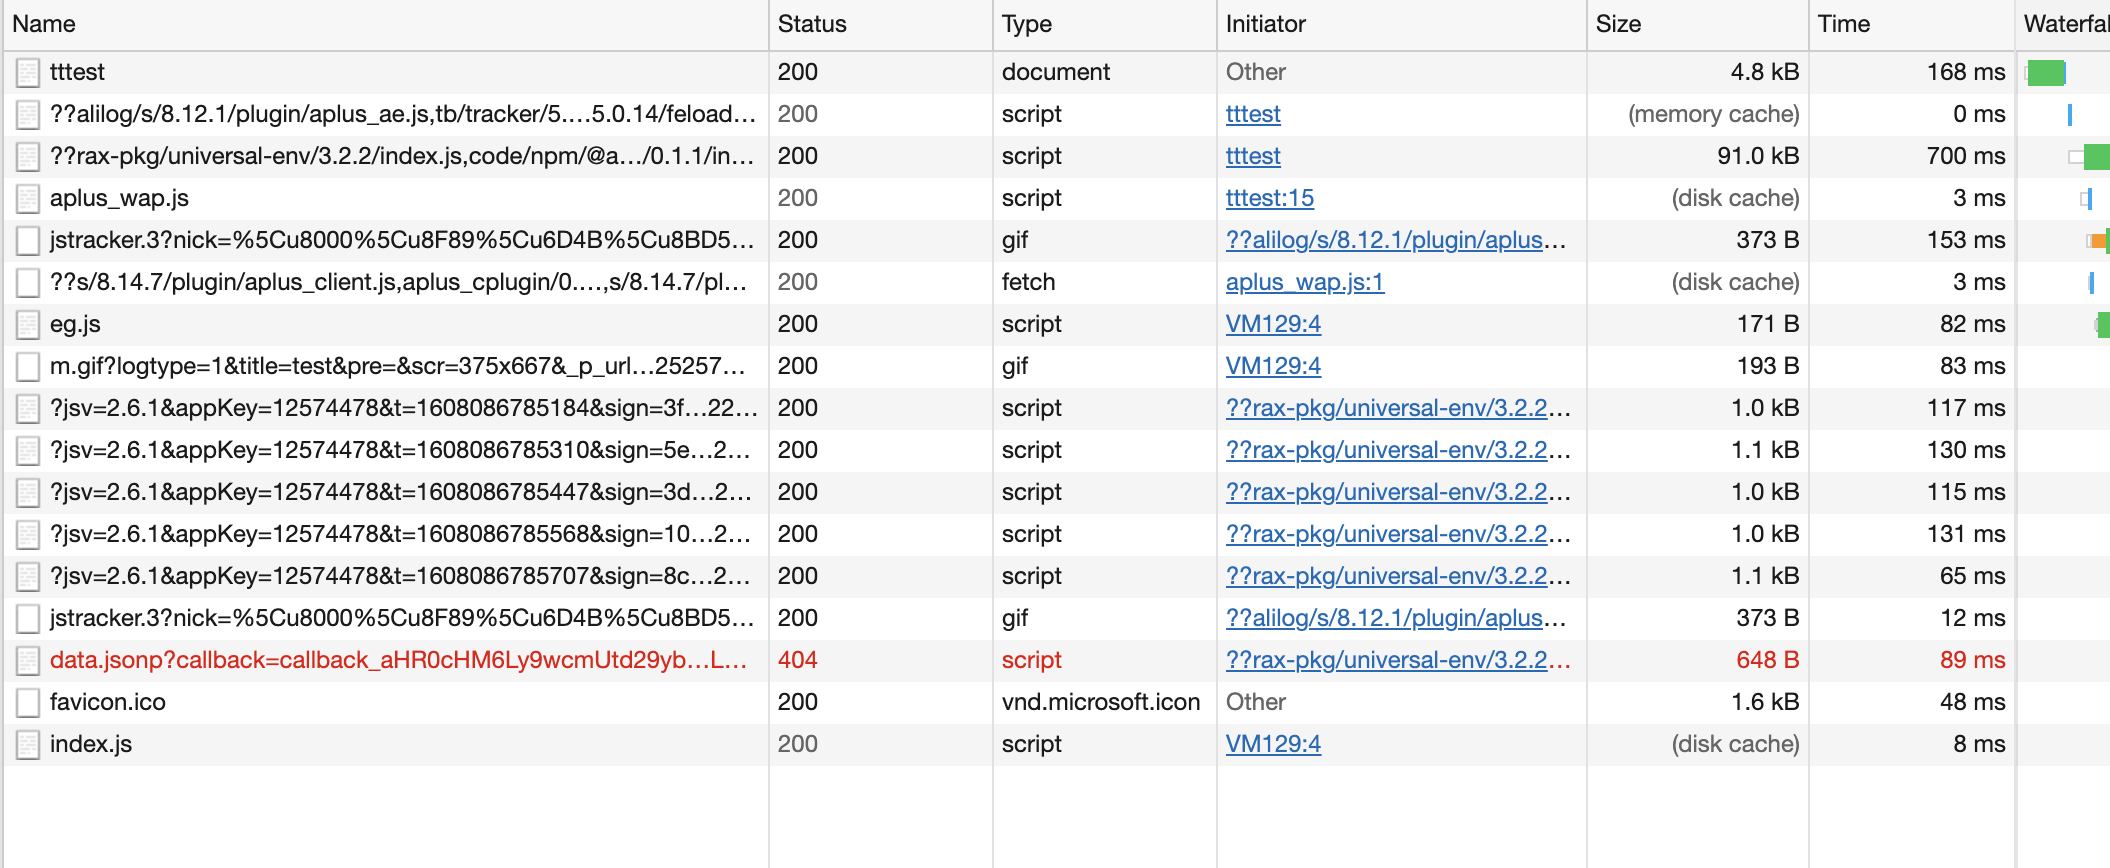 Name Status Type Initiator Size Time Waterfal
tttest 200 document Other 4.8 kB 168 ms
??alilog/s/8.12.1/plugin/aplus_ae.js,tb/tracker/5.…5.0.14/feload… 200 script tttest (memory cache) 0 ms
??rax-pkg/universal-env/3.2.2/index.js,code/npm/@a…/0.1.1/in… 200 script tttest 91.0 kB 700 ms
aplus_wap.js 200 script tttest:15 (disk cache) 3 ms
jstracker.3?nick=%5Cu8000%5Cu8F89%5Cu6D4B%5Cu8BD5… 200 gif ??alilog/s/8.12.1/plugin/aplus… 373 B 153 ms
??s/8.14.7/plugin/aplus_client.js,aplus_cplugin/0.…,s/8.14.7/pl… 200 fetch aplus_wap.js:1 (disk cache) 3 ms
eg.js 200 script VM129:4 171 B 82 ms
m.gif?logtype=1&title=test&pre=&scr=375x667&_p_url…25257… 200 gif VM129:4 193 B 83 ms
?jsv=2.6.1&appKey=12574478&t=1608086785184&sign=3f…22… 200 script ??rax-pkg/universal-env/3.2.2… 1.0 kB 117 ms
?jsv=2.6.1&appKey=12574478&t=1608086785310&sign=5e…2… 200 script ??rax-pkg/universal-env/3.2.2… 1.1 kB 130 ms
?jsv=2.6.1&appKey=12574478&t=1608086785447&sign=3d…2… 200 script ??rax-pkg/universal-env/3.2.2… 1.0 kB 115 ms
?jsv=2.6.1&appKey=12574478&t=1608086785568&sign=10…2… 200 script ??rax-pkg/universal-env/3.2.2… 1.0 kB 131 ms
?jsv=2.6.1&appKey=12574478&t=1608086785707&sign=8c…2… 200 script ??rax-pkg/universal-env/3.2.2… 1.1 kB 65 ms
jstracker.3?nick=%5Cu8000%5Cu8F89%5Cu6D4B%5Cu8BD5… 200 gif ??alilog/s/8.12.1/plugin/aplus… 373 B 12 ms
data.jsonp?callback=callback_aHR0cHM6Ly9wcmUtd29yb…L… 404 script ??rax-pkg/universal-env/3.2.2… 648 B 89 ms
favicon.ico 200 vnd.microsoft.icon Other 1.6 kB 48 ms
index.js 200 script VM129:4 (disk cache) 8 ms